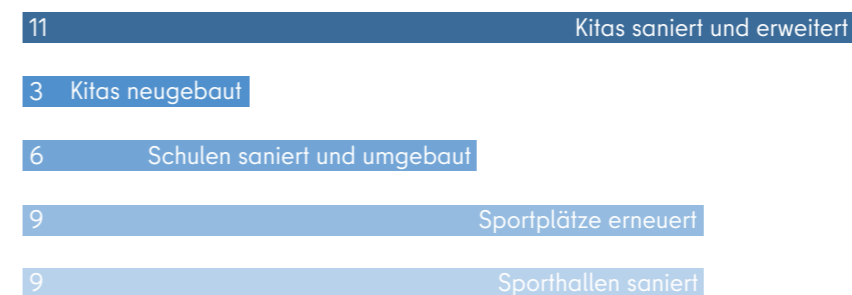 11 Kitas saniert und erweitert
3 Kitas neugebaut
6 Schulen saniert und umgebaut
9 Sportplätze erneuert
9 Sporthallen saniert